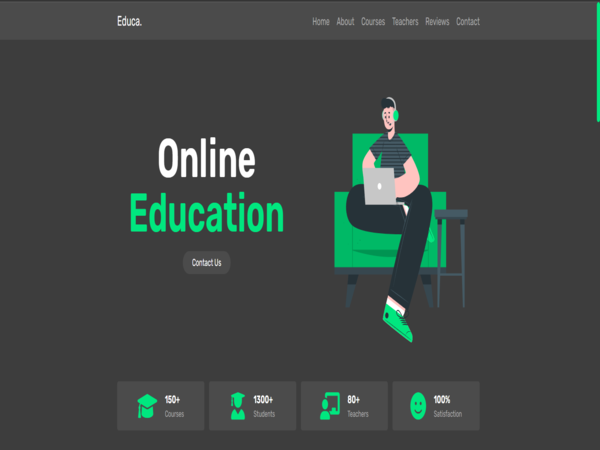 Educa.
Home About Courses Teachers Reviews Contact
Online
Education
Contact Us
150+
Courses
1300+
Students
80+
Teachers
100%
Satisfaction